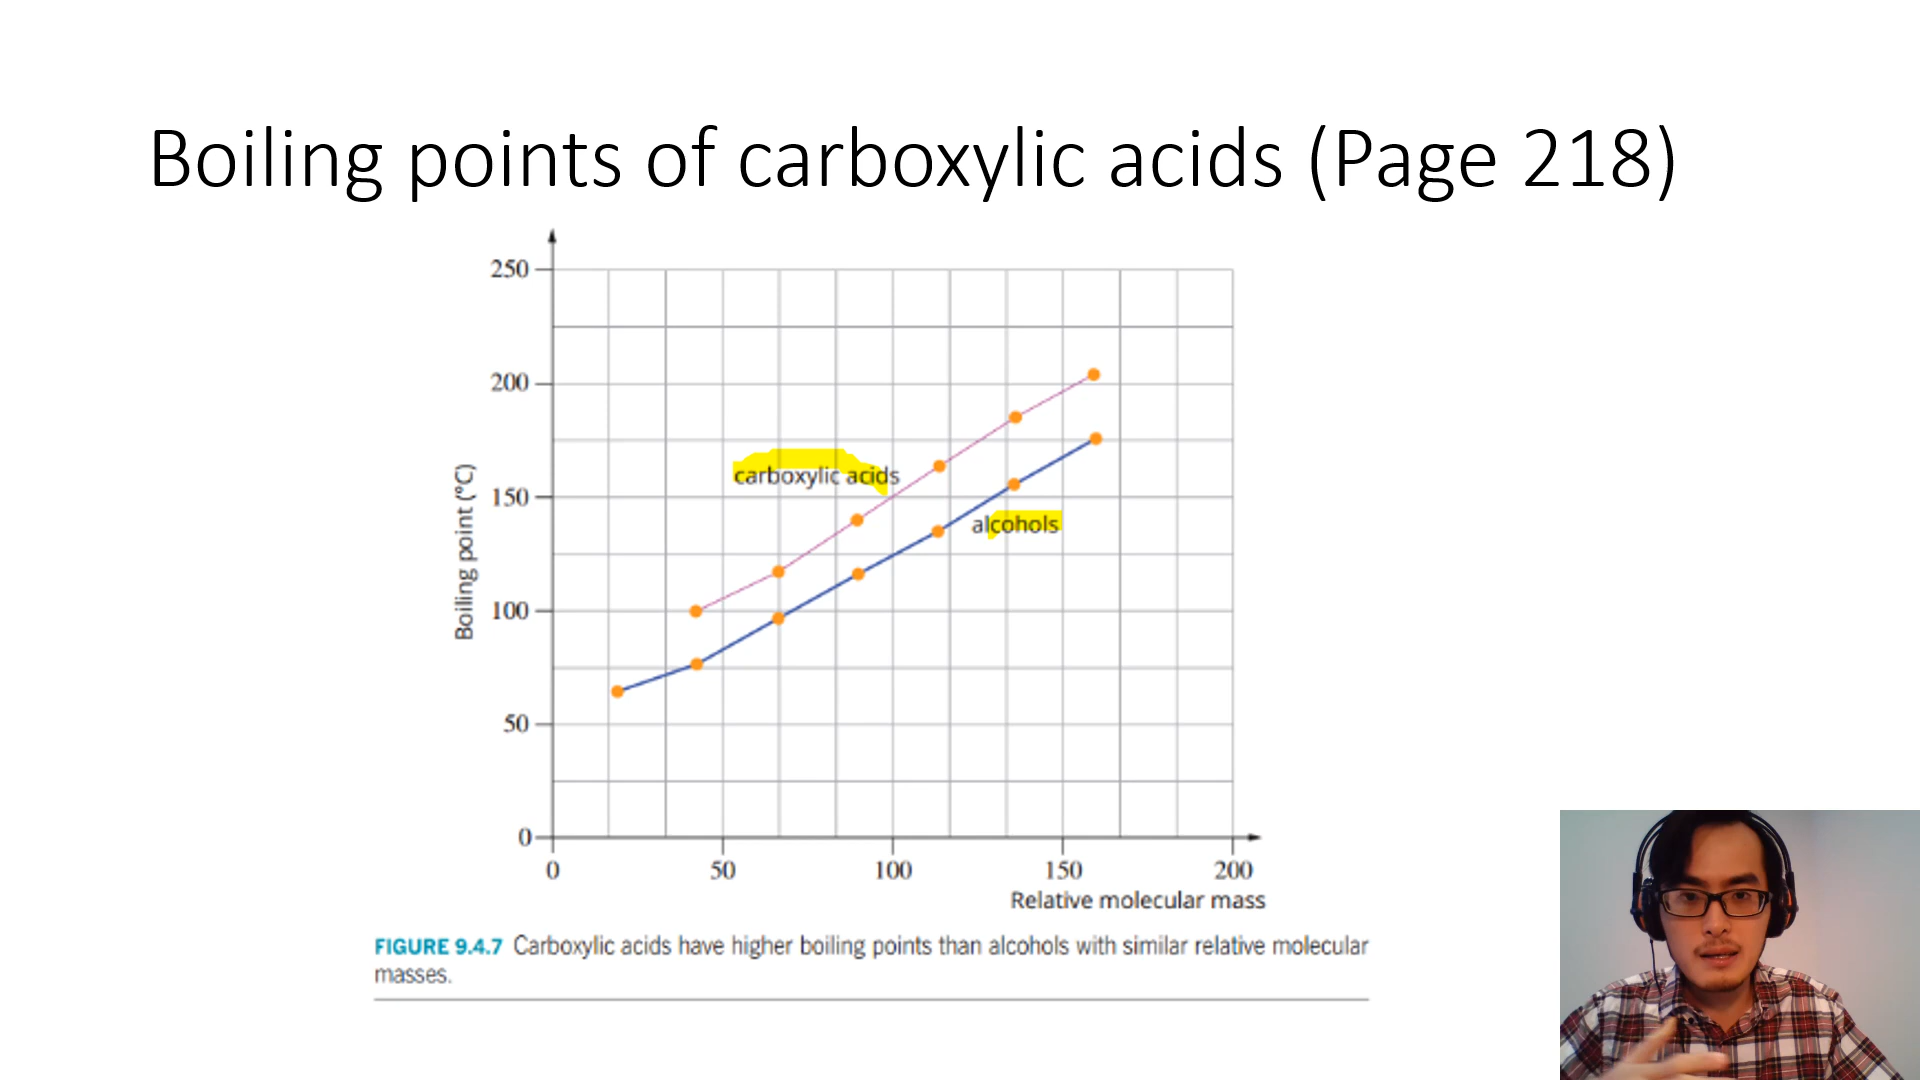 Boiling points of carboxylic acids (Page 218)
250
200
150
100
50
0
Boiling point (°C)
carboxylic acids
alcohols
0 50 100 150 200
Relative molecular mass
FIGURE 9.4.7 Carboxylic acids have higher boiling points than alcohols with similar relative molecular
masses.